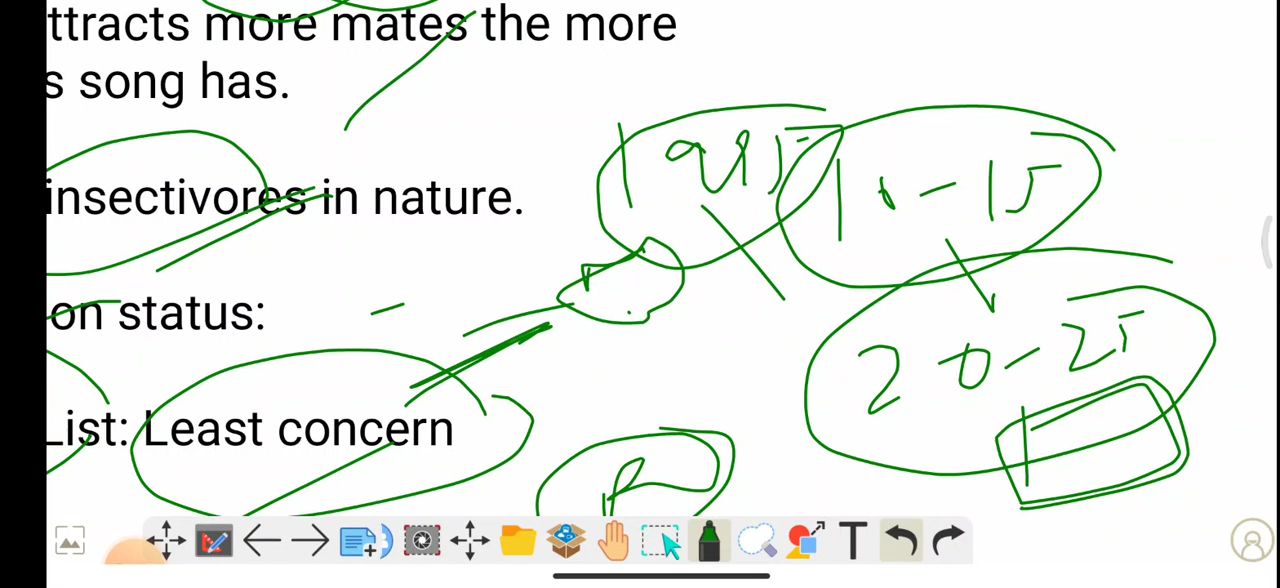 ttracts more mates the more
s song has.
insectivores in nature.
10-15
on status:
20-25
List: Least concern
T